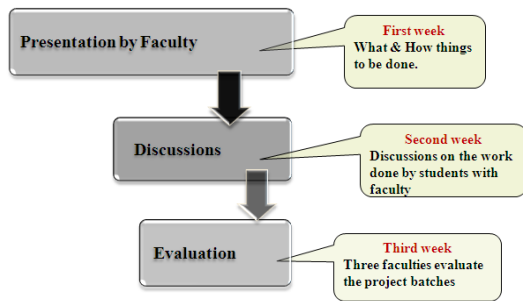 Presentation by Faculty
First week
What & How things
to be done.
Discussions
Second week
Discussions on the work
done by students with
faculty
Evaluation
Third week
Three faculties evaluate
the project batches